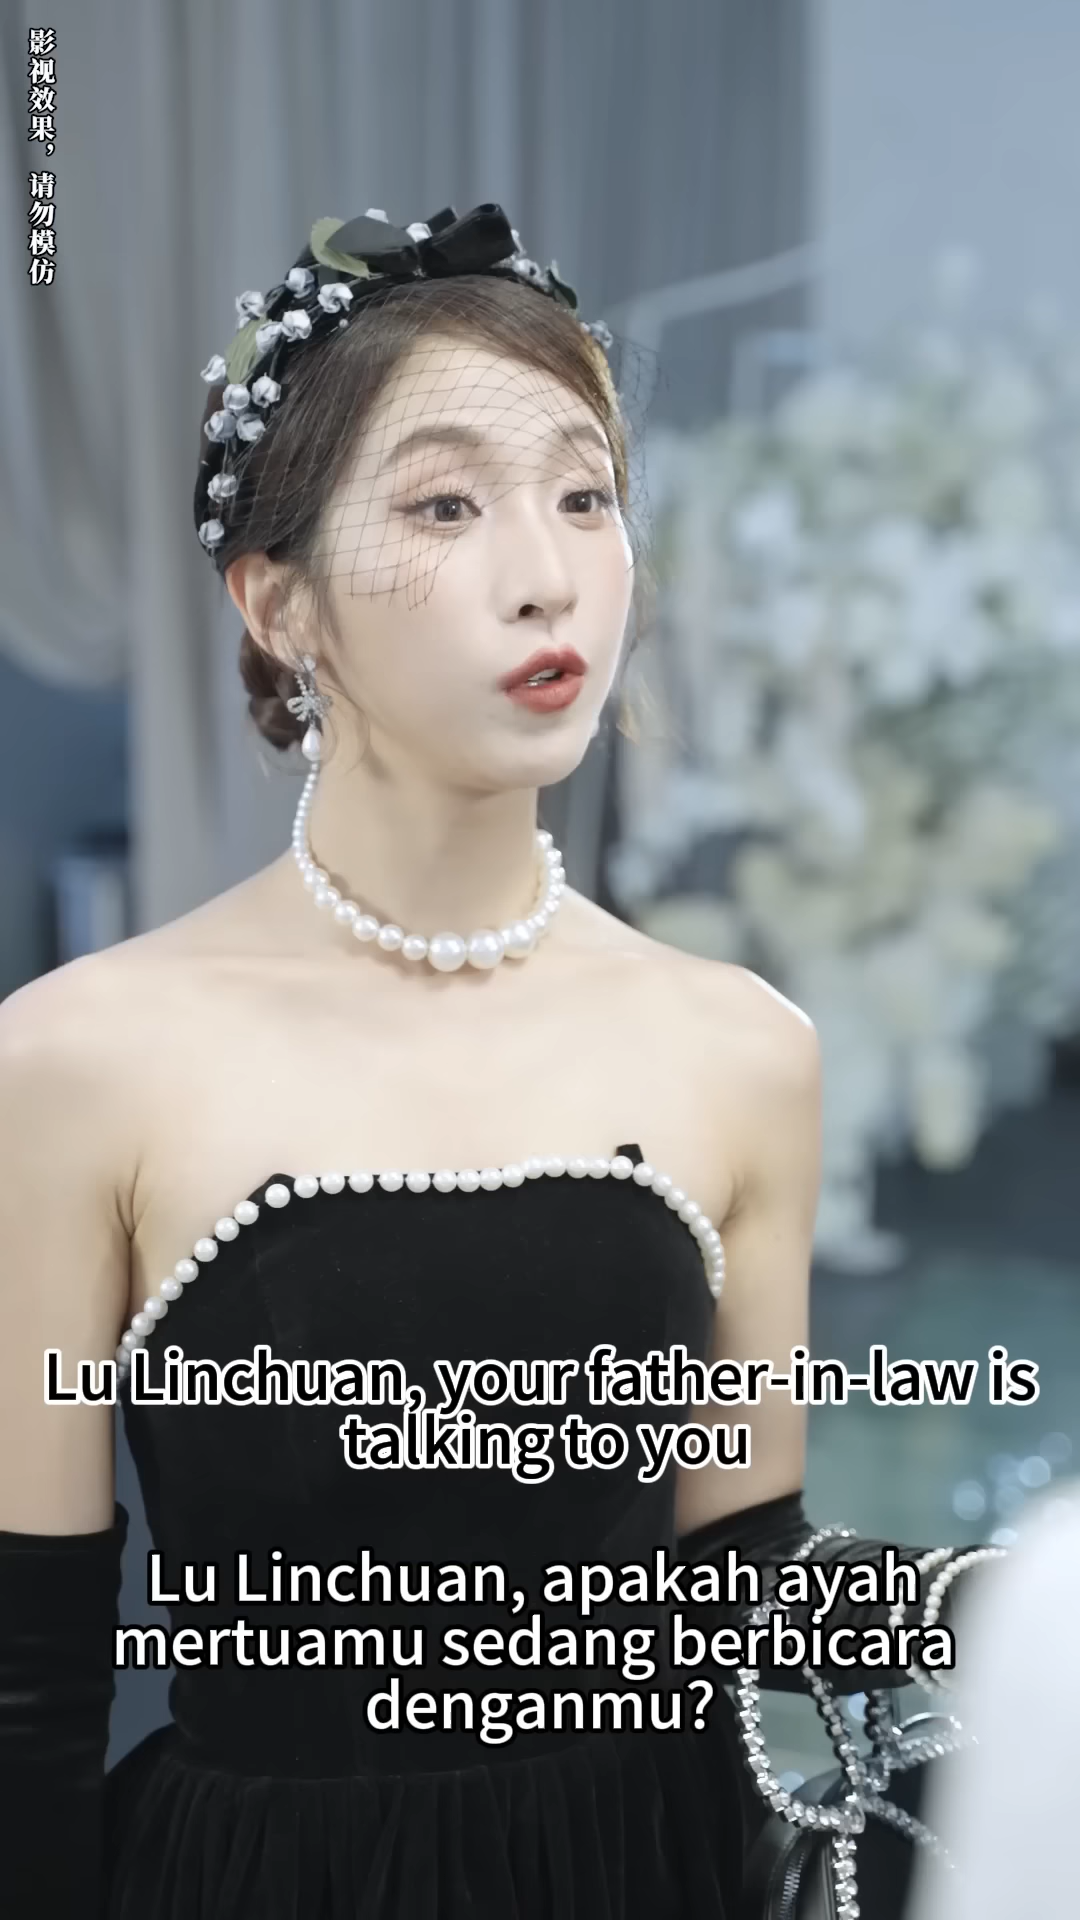 影视效果，请勿模仿
Lu Linchuan, your father-in-law is
talking to you
Lu Linchuan, apakah ayah
mertuamu sedang berbicara
denganmu?